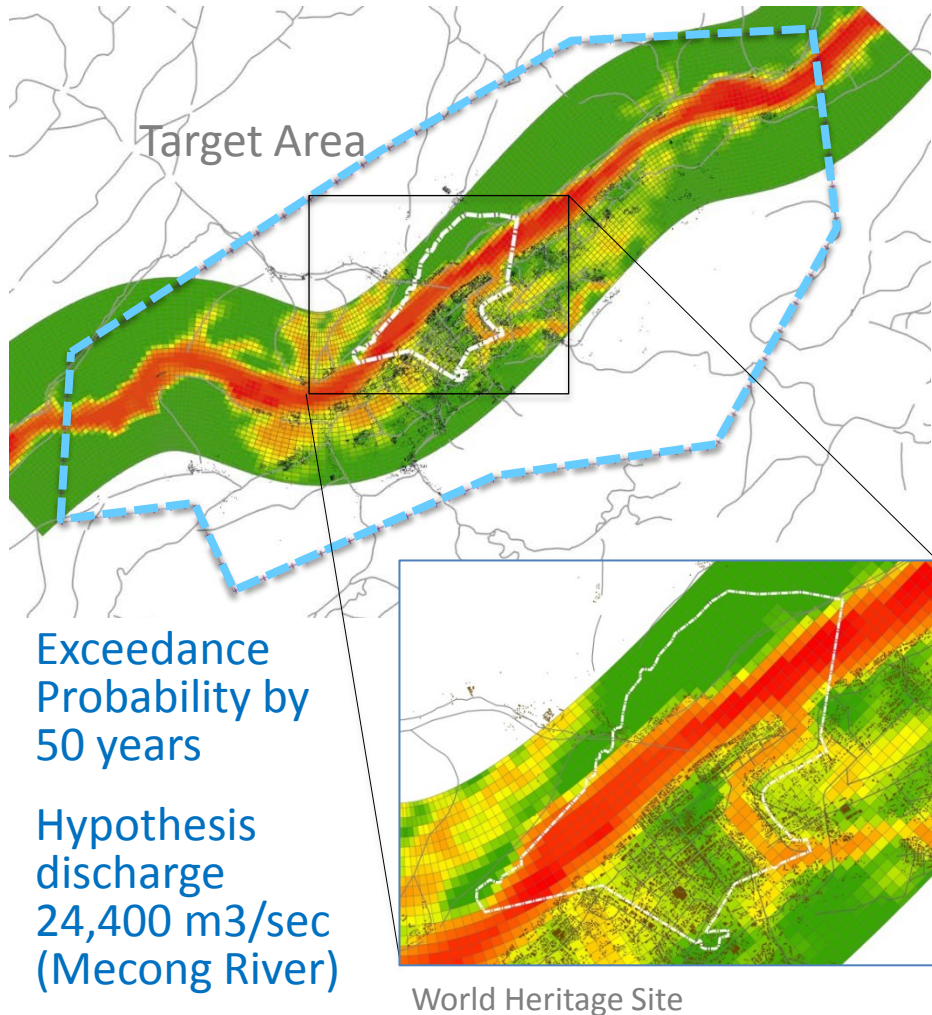 Target Area
Exceedance
Probability by
50 years
Hypothesis
discharge
24,400 m3/sec
(Mecong River)
World Heritage Site